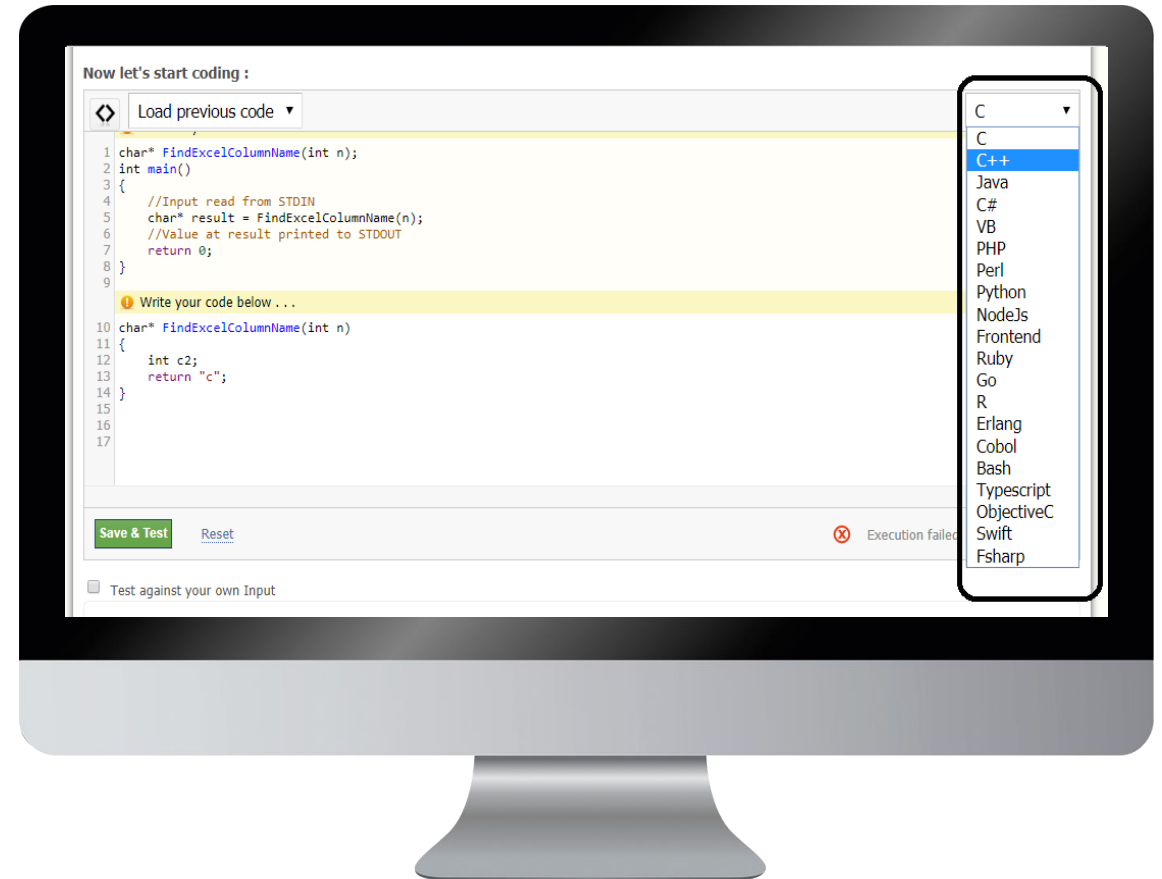 Now let's start coding :
Load previous code
C
1 char* FindExcelColumnName(int n);
2 int main()
3 {
4 //Input read from STDIN
5 char* result = FindExcelColumnName(n);
6 //Value at result printed to STDOUT
7 return 0;
8 }
9
Write your code below . . .
10 char* FindExcelColumnName(int n)
11 {
12 int c2;
13 return "c";
14 }
15
16
17
C
C++
Java
C#
VB
PHP
Perl
Python
NodeJs
Frontend
Ruby
Go
R
Erlang
Cobol
Bash
Typescript
ObjectiveC
Swift
Fsharp
Save & Test
Reset
Execution failed
Test against your own Input